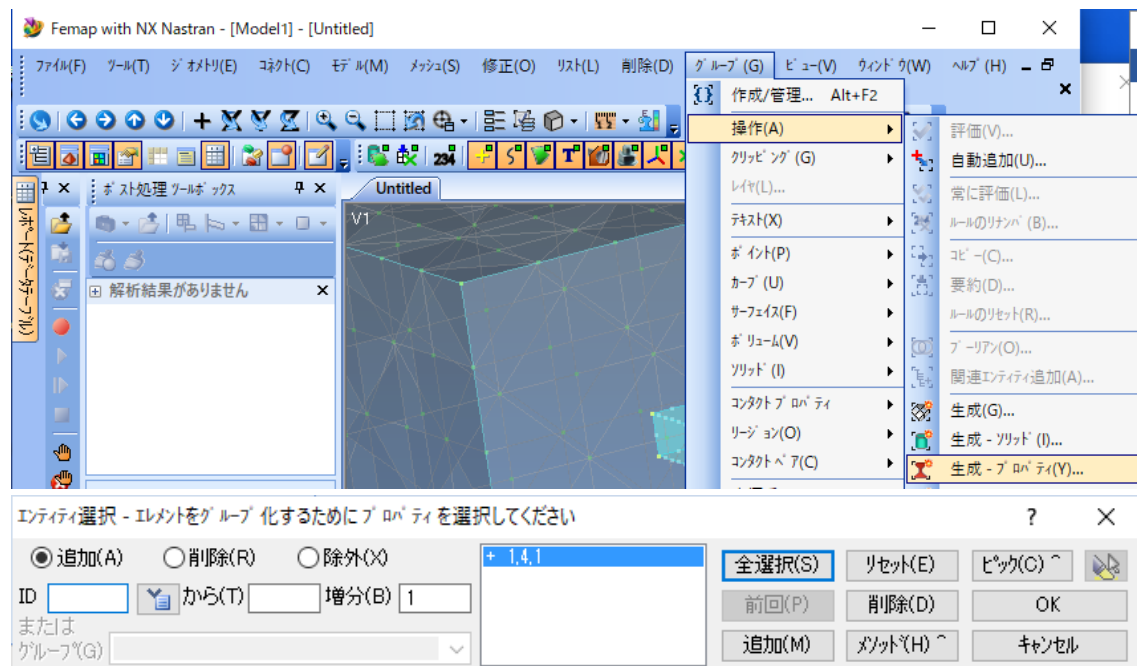 Femap with NX Nastran - [Model1] - [Untitled]
ﾌｧｲﾙ(F) ﾂｰﾙ(T) ｼﾞｵﾒﾄﾘ(E) ｺﾈｸﾄ(C) ﾓﾃﾞﾙ(M) ﾒｯｼｭ(S) 修正(O) ﾘｽﾄ(L) 削除(D) ｸﾞﾙｰﾌﾟ(G) ﾋﾞｭｰ(V) ｳｨﾝﾄﾞｳ(W) ﾍﾙﾌﾟ(H)
作成/管理... Alt+F2
操作(A)
ｸﾘｯﾋﾟﾝｸﾞ(G)
ﾚｲﾔ(L)...
ﾃｷｽﾄ(X)
ﾎﾟｲﾝﾄ(P)
ｶｰﾌﾞ(U)
ｻｰﾌｪｲｽ(F)
ﾎﾞﾘｭｰﾑ(V)
ｿﾘｯﾄﾞ(I)
ｺﾝﾀｸﾄﾌﾟﾛﾊﾟﾃｨ
ﾘｰｼﾞｮﾝ(O)
ｺﾝﾀｸﾄﾍﾟｱ(C)
評価(V)...
自動追加(U)...
常に評価(L)...
ﾙｰﾙのﾘﾅﾝﾊﾞ(B)...
ｺﾋﾟｰ(C)...
要約(D)...
ﾙｰﾙのﾘｾｯﾄ(R)...
ﾌﾞｰﾘｱﾝ(O)...
関連ｴﾝﾃｨﾃｨ追加(A)...
生成(G)...
生成 - ｿﾘｯﾄﾞ(I)...
生成 - ﾌﾟﾛﾊﾟﾃｨ(Y)...
234
T
ﾚﾎﾟｰﾄ(ﾃﾞｰﾀﾃｰﾌﾞﾙ)
ﾎﾟｽﾄ処理 ﾂｰﾙﾎﾞｯｸｽ
解析結果がありません
Untitled
V1
ｴﾝﾃｨﾃｨ選択 - ｴﾚﾒﾝﾄをｸﾞﾙｰﾌﾟ化するためにﾌﾟﾛﾊﾟﾃｨを選択してください
追加(A) 削除(R) 除外(X)
ID から(T) 増分(B) 1
または
ｸﾞﾙｰﾌﾟ(G)
+ 1,4,1
全選択(S) ﾘｾｯﾄ(E) ﾋﾟｯｸ(C) ^
前回(P) 削除(D) OK
追加(M) ﾒｿｯﾄﾞ(H) ^ ｷｬﾝｾﾙ